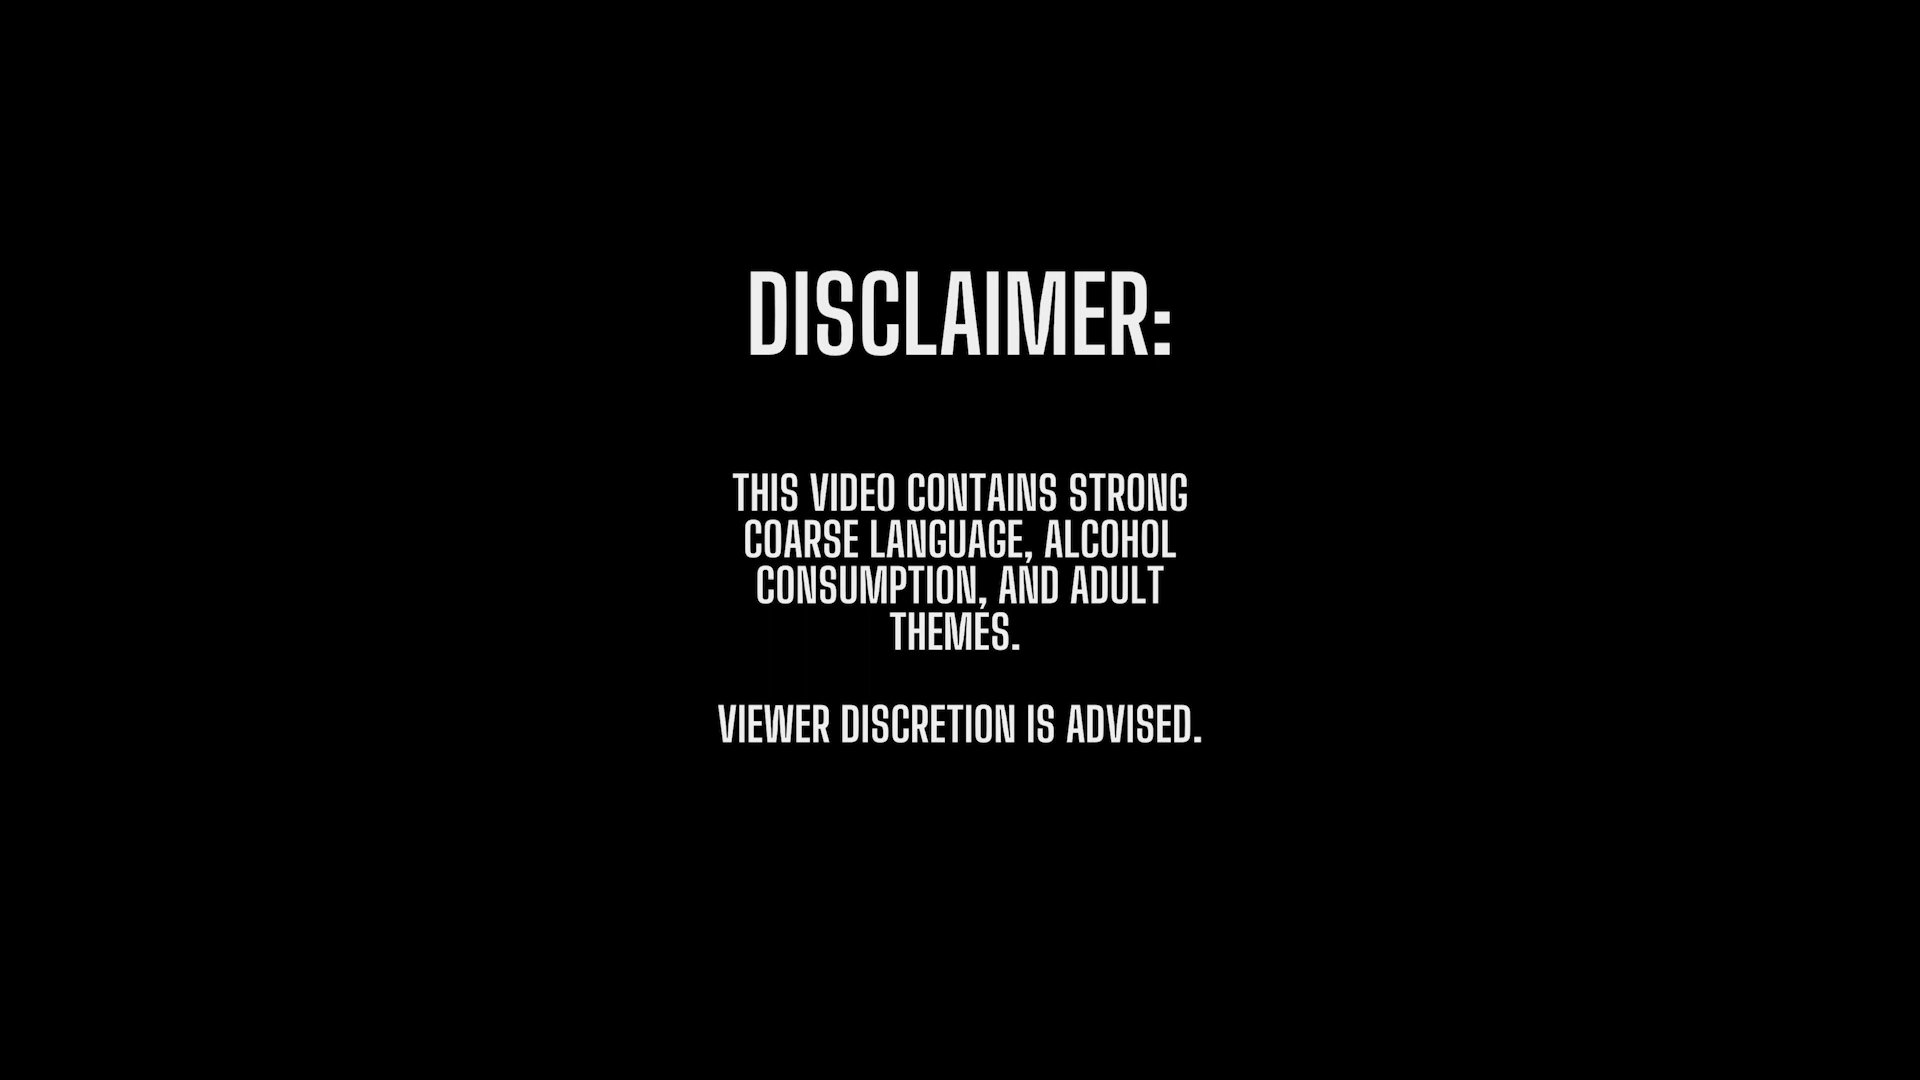 DISCLAIMER:
THIS VIDEO CONTAINS STRONG
COARSE LANGUAGE, ALCOHOL
CONSUMPTION, AND ADULT
THEMES.
VIEWER DISCRETION IS ADVISED.